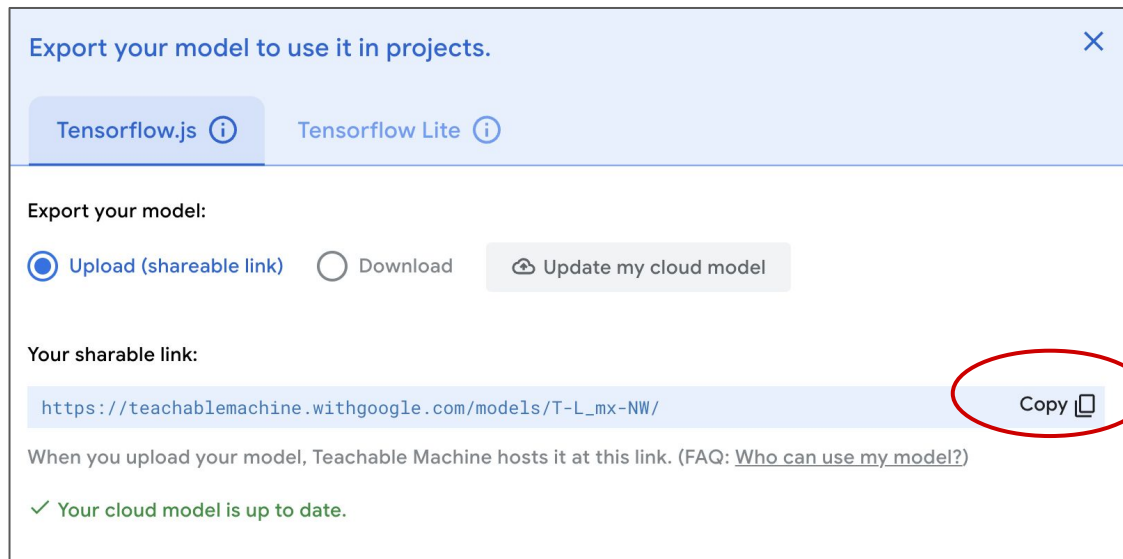 Export your model to use it in projects.
Tensorflow.js Tensorflow Lite
Export your model:
Upload (shareable link) Download Update my cloud model
Your sharable link:
https://teachablemachine.withgoogle.com/models/T-L_mx-NW/ Copy
When you upload your model, Teachable Machine hosts it at this link. (FAQ: Who can use my model?)
Your cloud model is up to date.